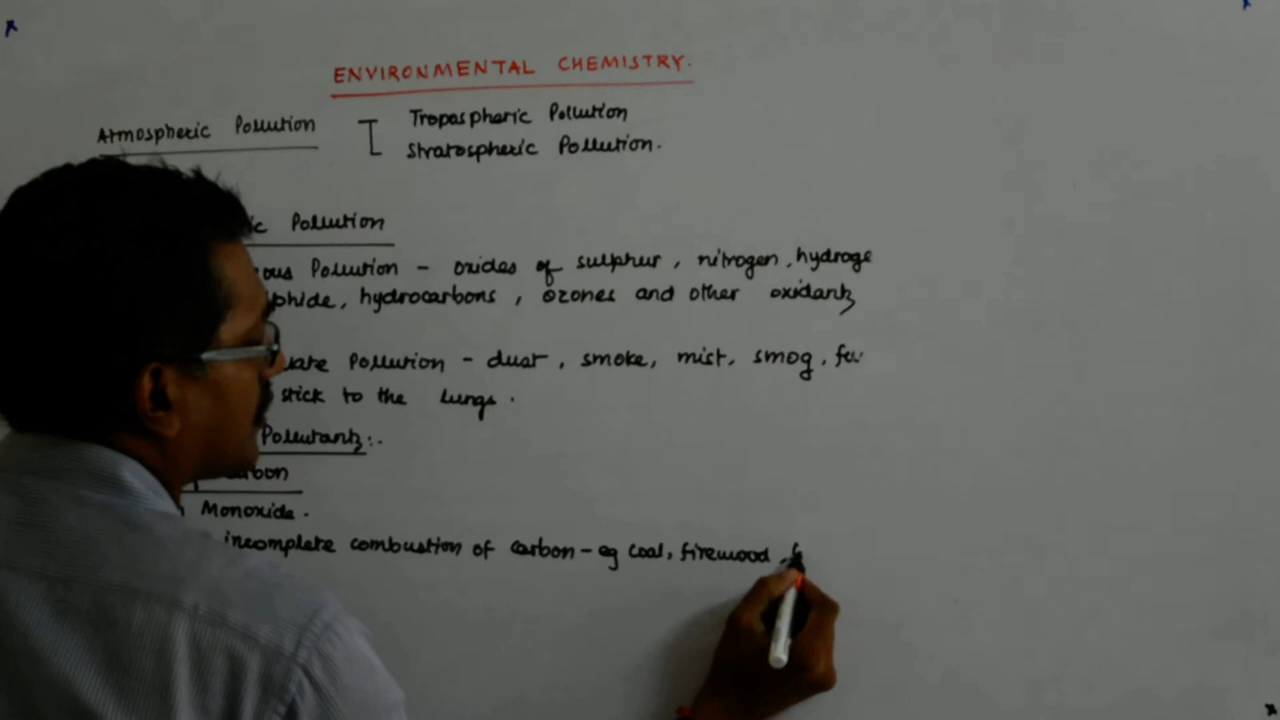 ENVIRONMENTAL CHEMISTRY.
Atmospheric Pollution
Tropospheric Pollution
Stratospheric Pollution.
Pollution
Pollution - oxides of sulphur, nitrogen, hydroge
phide, hydrocarbons, ozones and other oxidants
Pollution - dust, smoke, mist, smog,
stick to the lungs.
Pollutants:.
Monoxide.
incomplete combustion of carbon - eg coal, firewood,